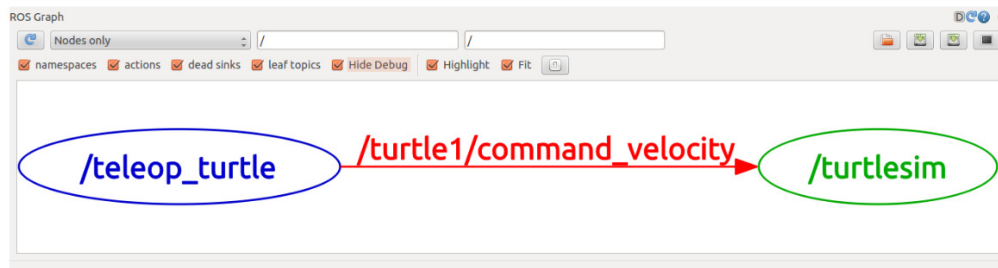 ROS Graph
D
Nodes only / /
namespaces actions dead sinks leaf topics Hide Debug Highlight Fit
/teleop_turtle /turtle1/command_velocity /turtlesim